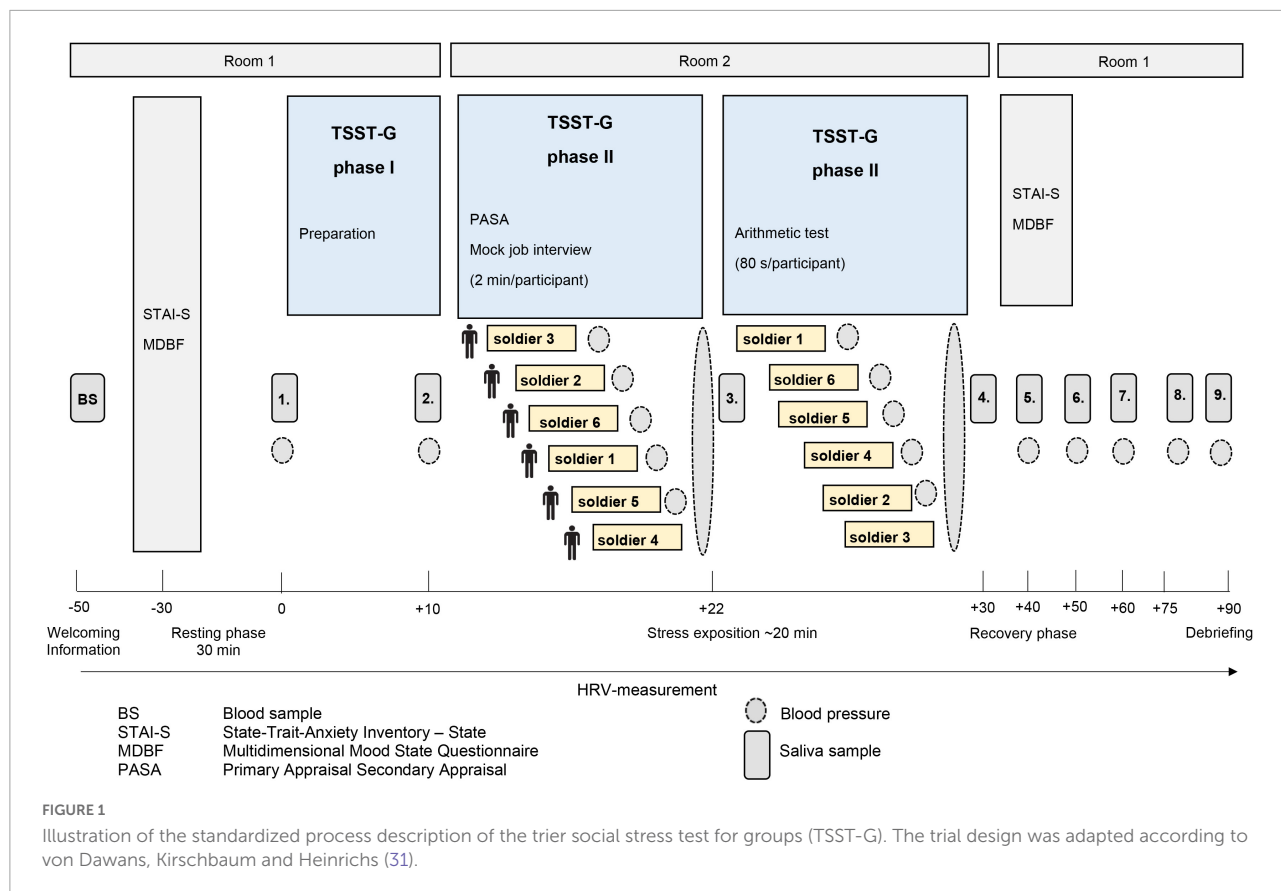 Room 1
Room 2
Room 1
TSST-G
phase I
Preparation
TSST-G
phase II
PASA
Mock job interview
(2 min/participant)
TSST-G
phase II
Arithmetic test
(80 s/participant)
STAI-S
MDBF
STAI-S
MDBF
soldier 3
soldier 2
soldier 6
soldier 1
soldier 5
soldier 4
soldier 1
soldier 6
soldier 5
soldier 4
soldier 2
soldier 3
BS
1.
2.
3.
4.
5.
6.
7.
8.
9.
-50
-30
0
+10
+22
+30
+40
+50
+60
+75
+90
Welcoming
Information
Resting phase
30 min
Stress exposition ~20 min
Recovery phase
Debriefing
HRV-measurement
BS Blood sample
STAI-S State-Trait-Anxiety Inventory – State
MDBF Multidimensional Mood State Questionnaire
PASA Primary Appraisal Secondary Appraisal
Blood pressure
Saliva sample
FIGURE 1
Illustration of the standardized process description of the trier social stress test for groups (TSST-G). The trial design was adapted according to
von Dawans, Kirschbaum and Heinrichs (31).